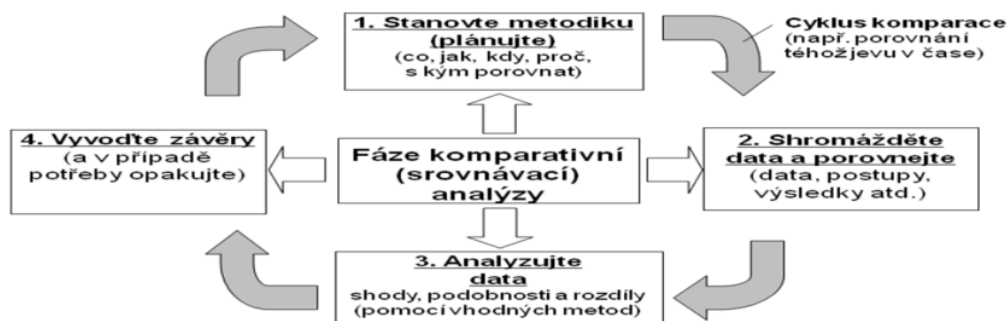 1. Stanovte metodiku
(plánujte)
(co, jak, kdy, proč,
s kým porovnat)
Cyklus komparace
(např. porovnání
téhož jevu v čase)
4. Vyvoďte závěry
(a v případě
potřeby opakujte)
Fáze komparativní
(srovnávací)
analýzy
2. Shromážděte
data a porovnejte
(data, postupy,
výsledky atd.)
3. Analyzujte
data
shody, podobnosti a rozdíly
(pomocí vhodných metod)